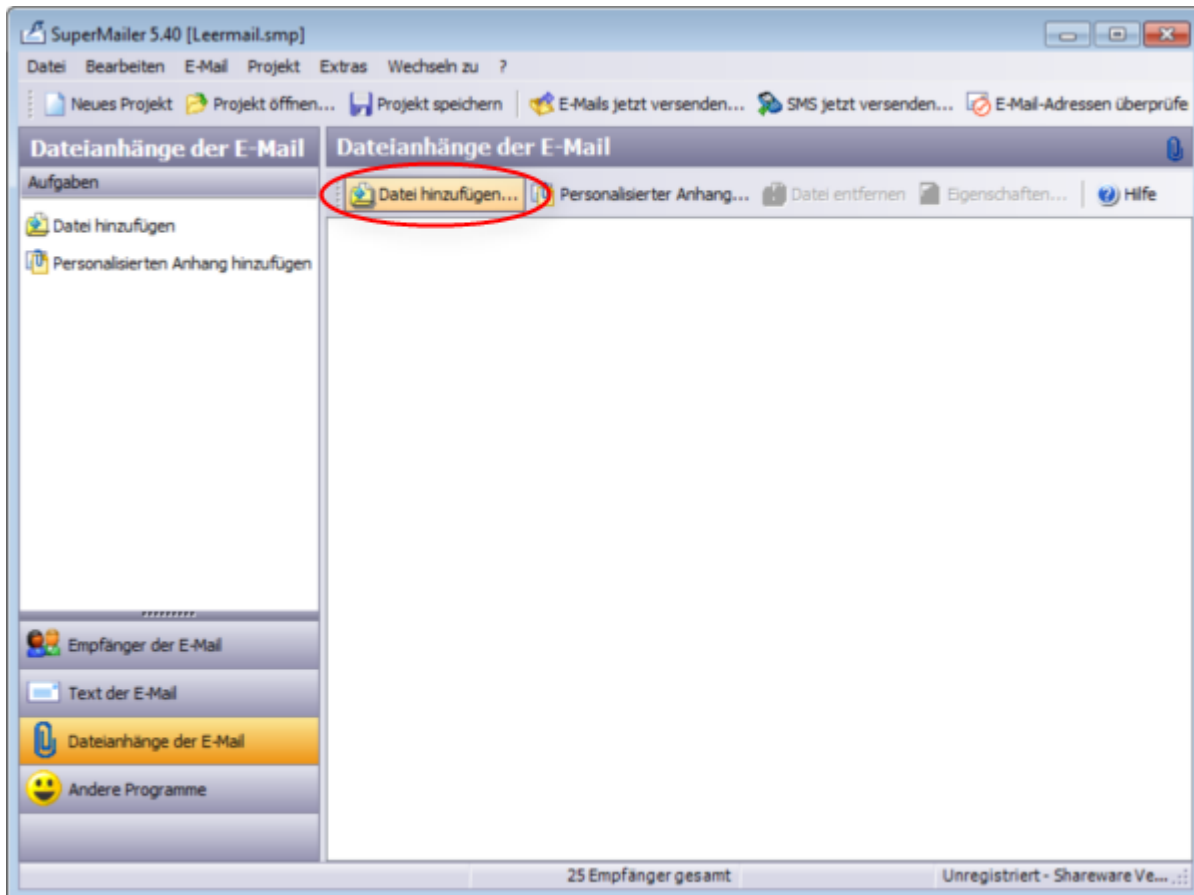 SuperMailer 5.40 [Leermail.smp]
Datei Bearbeiten E-Mail Projekt Extras Wechseln zu ?
Neues Projekt Projekt öffnen... Projekt speichern E-Mails jetzt versenden... SMS jetzt versenden... E-Mail-Adressen überprüfe
Dateianhänge der E-Mail
Aufgaben
Datei hinzufügen
Personalisierten Anhang hinzufügen
Dateianhänge der E-Mail
Datei hinzufügen... Personalisierter Anhang... Datei entfernen Eigenschaften... Hilfe
Empfänger der E-Mail
Text der E-Mail
Dateianhänge der E-Mail
Andere Programme
25 Empfänger gesamt Unregistriert - Shareware Ve...